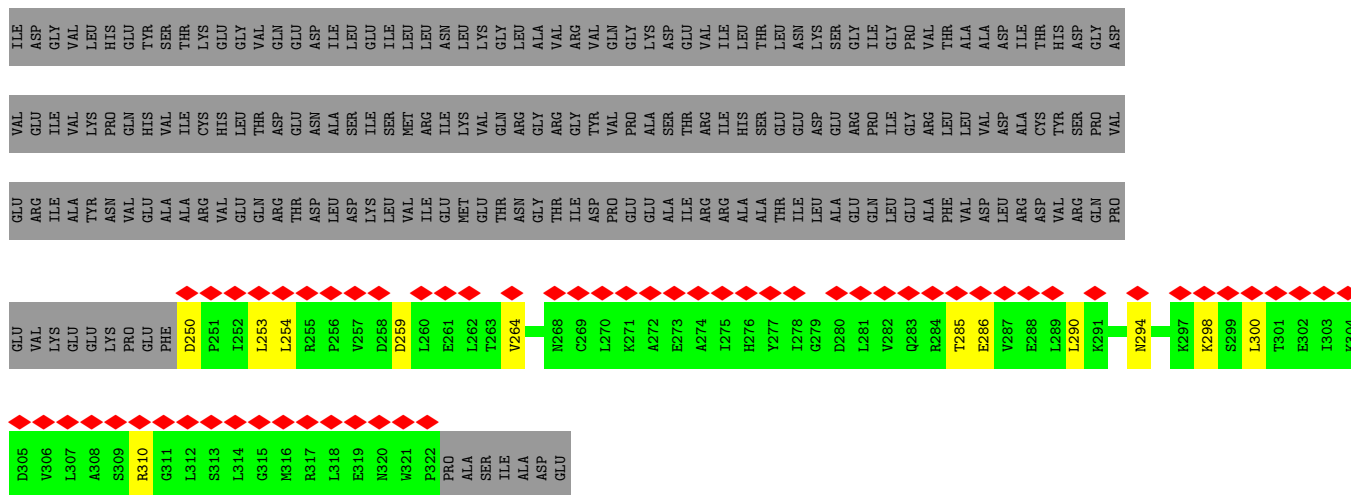 ILE ASP GLY VAL LEU HIS GLU TYR SER THR LYS GLU GLY VAL GLN GLU ASP ILE LEU GLU ILE LEU LEU ASN LEU LYS GLY LEU ALA VAL ARG VAL GLN GLY LYS ASP GLU VAL ILE LEU THR LEU ASN LYS SER GLY ILE GLY PRO VAL THR ALA ALA ASP ILE THR HIS ASP GLY ASP
VAL GLU ILE VAL LYS PRO GLN HIS VAL ILE CYS HIS LEU THR ASP GLU ASN ALA SER ILE SER MET ARG ILE LYS VAL GLN ARG GLY ARG GLY TYR VAL PRO ALA SER THR ARG ILE HIS SER GLU GLU ASP GLU ARG PRO ILE GLY ARG LEU LEU VAL ASP ALA CYS TYR SER PRO VAL
GLU ARG ILE ALA TYR ASN VAL GLU ALA ALA ARG VAL GLU GLN ARG THR ASP LEU ASP LYS LEU VAL ILE GLU MET GLU THR ASN GLY THR ILE ASP PRO GLU GLU ALA ILE ARG ARG ALA ALA THR ILE LEU ALA GLU GLN LEU GLU ALA PHE VAL ASP LEU ARG ASP VAL ARG GLN PRO
GLU VAL LYS GLU GLU LYS PRO GLU PHE D250 P251 I252 L253 L254 R255 P256 V257 D258 D259 L260 E261 L262 T263 V264 N268 C269 L270 K271 A272 E273 A274 I275 H276 Y277 I278 G279 D280 L281 V282 Q283 R284 T285 E286 V287 E288 L289 L290 K291 N294 K297 K298 S299 L300 T301 E302 I303 K304
D305 V306 L307 A308 S309 R310 G311 L312 S313 L314 G315 M316 R317 L318 E319 N320 W321 P322 PRO ALA SER ILE ALA ASP GLU